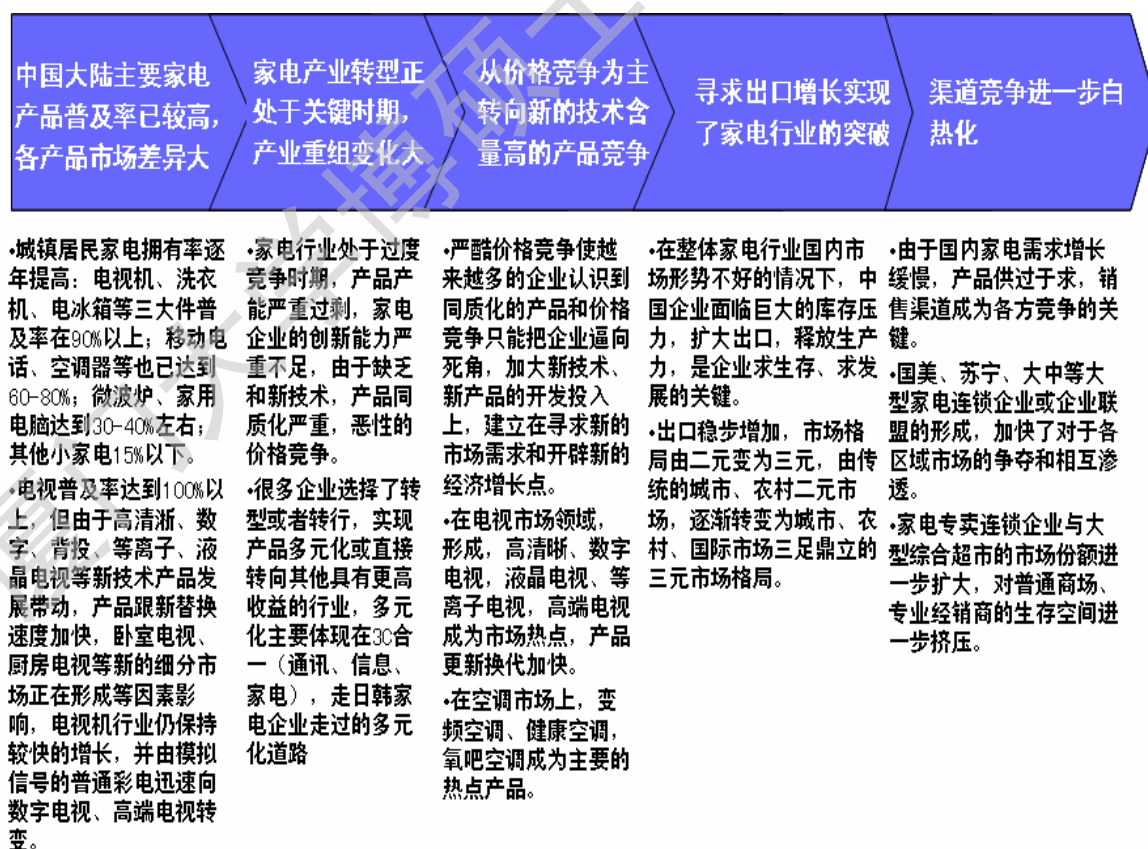 中国大陆主要家电
产品普及率已较高，
各产品市场差异大
家电产业转型正
处于关键时期，
产业重组变化大
从价格竞争为主
转向新的技术含
量高的产品竞争
寻求出口增长实现
了家电行业的突破
渠道竞争进一步白
热化
•城镇居民家电拥有率逐
年提高：电视机、洗衣
机、电冰箱等三大件普
及率在90%以上；移动电
话、空调器等也已达到
60-80%；微波炉、家用
电脑达到30-40%左右；
其他小家电15%以下。
•电视普及率达到100%以
上，但由于高清淅、数
字、背投、等离子、液
晶电视等新技术产品发
展带动，产品跟新替换
速度加快，卧室电视、
厨房电视等新的细分市
场正在形成等因素影
响，电视机行业仍保持
较快的增长，并由摸拟
信号的普通彩电迅速向
数字电视、高端电视转
变。
•家电行业处于过度
竞争时期，产品产
能严重过剩，家电
企业的创新能力严
重不足，由于缺乏
和新技术，产品同
质化严重，恶性的
价格竞争。
•很多企业选择了转
型或者转行，实现
产品多元化或直接
转向其他具有更高
收益的行业，多元
化主要体现在3C合
一（通讯、信息、
家电），走日韩家
电企业走过的多元
化道路
•严酷价格竞争使越
来越多的企业认识到
同质化的产品和价格
竞争只能把企业逼向
死角，加大新技术、
新产品的开发投入
上，建立在寻求新的
市场需求和开辟新的
经济增长点。
•在电视市场领域，
形成，高清晰、数字
电视，液晶电视、等
离子电视，高端电视
成为市场热点，产品
更新换代加快。
•在空调市场上，变
频空调、健康空调，
氧吧空调成为主要的
热点产品。
•在整体家电行业国内市
场形势不好的情况下，中
国企业面临巨大的库存压
力，扩大出口，释放生产
力，是企业求生存、求发
展的关键。
•出口稳步增加，市场格
局由二元变为三元，由传
统的城市、农村二元市
场，逐渐转变为城市、农
村、国际市场三足鼎立的
三元市场格局。
•由于国内家电需求增长
缓慢，产品供过于求，销
售渠道成为各方竞争的关
键。
•国美、苏宁、大中等大
型家电连锁企业或企业联
盟的形成，加快了对于各
区域市场的争夺和相互渗
透。
•家电专卖连锁企业与大
型综合超市的市场份额进
一步扩大，对普通商场、
专业经销商的生存空间进
一步挤压。